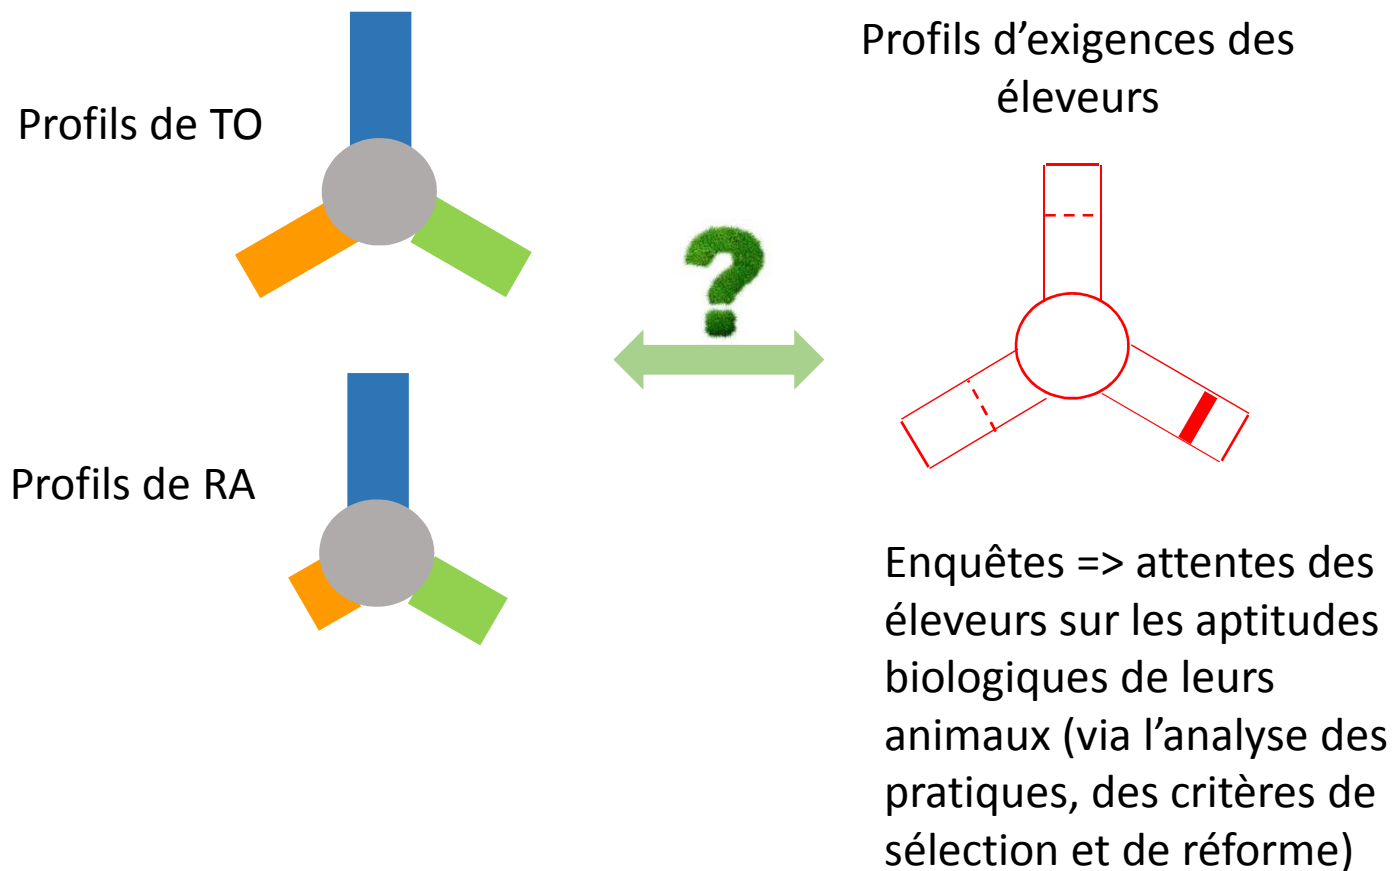 Profils de TO
Profils de RA
?
Profils d’exigences des
éleveurs
Enquêtes => attentes des
éleveurs sur les aptitudes
biologiques de leurs
animaux (via l’analyse des
pratiques, des critères de
sélection et de réforme)